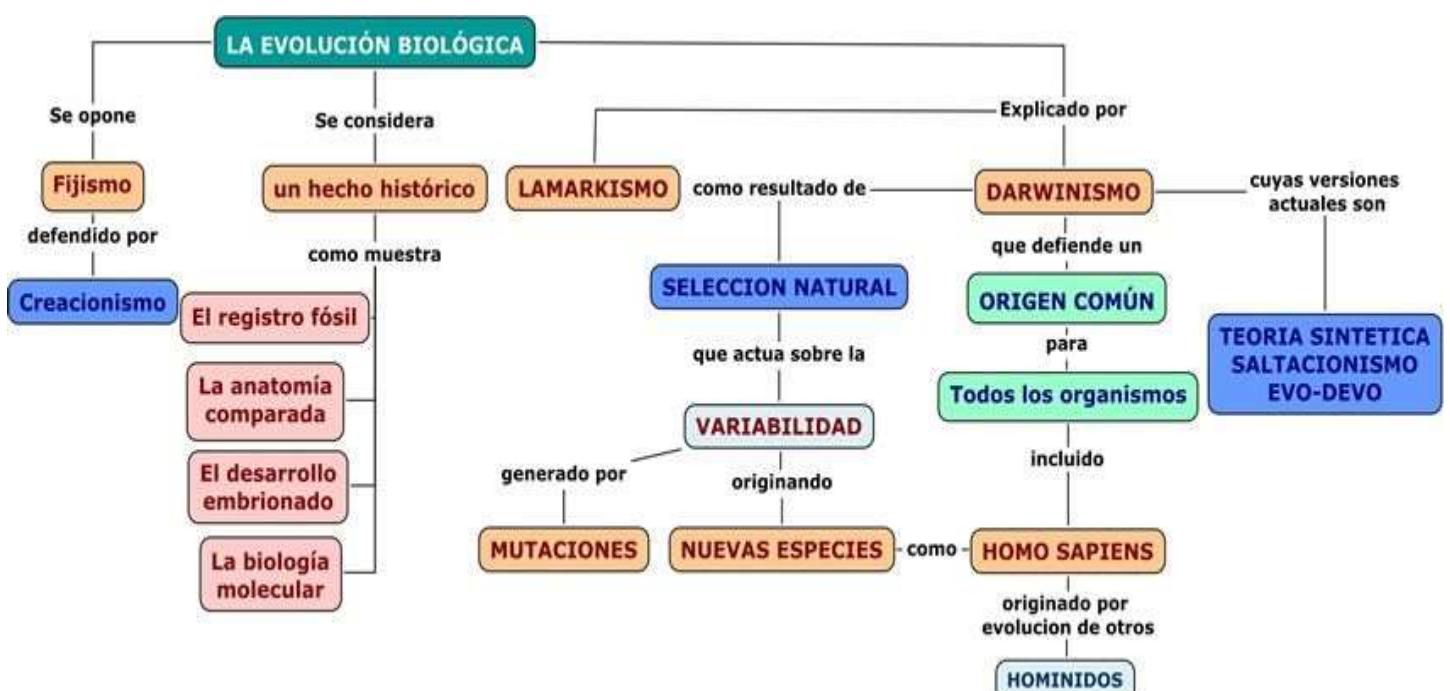 LA EVOLUCIÓN BIOLÓGICA
Se opone
Fijismo
defendido por
Creacionismo
Se considera
un hecho histórico
como muestra
El registro fósil
La anatomía
comparada
El desarrollo
embrionado
La biología
molecular
Explicado por
LAMARKISMO
DARWINISMO
como resultado de
SELECCION NATURAL
que actua sobre la
VARIABILIDAD
generado por
MUTACIONES
originando
NUEVAS ESPECIES
como
que defiende un
ORIGEN COMÚN
para
Todos los organismos
incluido
HOMO SAPIENS
originado por
evolucion de otros
HOMINIDOS
cuyas versiones
actuales son
TEORIA SINTETICA
SALTACIONISMO
EVO-DEVO